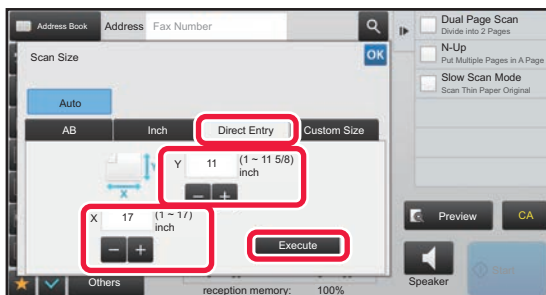 Address Book Address Fax Number
Scan Size
OK
Auto
AB Inch Direct Entry Custom Size
Y 11 (1 ~ 11 5/8)
inch
X 17 (1 ~ 17)
inch
Execute
Others
reception memory: 100%
Dual Page Scan
Divide into 2 Pages
N-Up
Put Multiple Pages in A Page
Slow Scan Mode
Scan Thin Paper Original
Preview CA
Speaker
Start